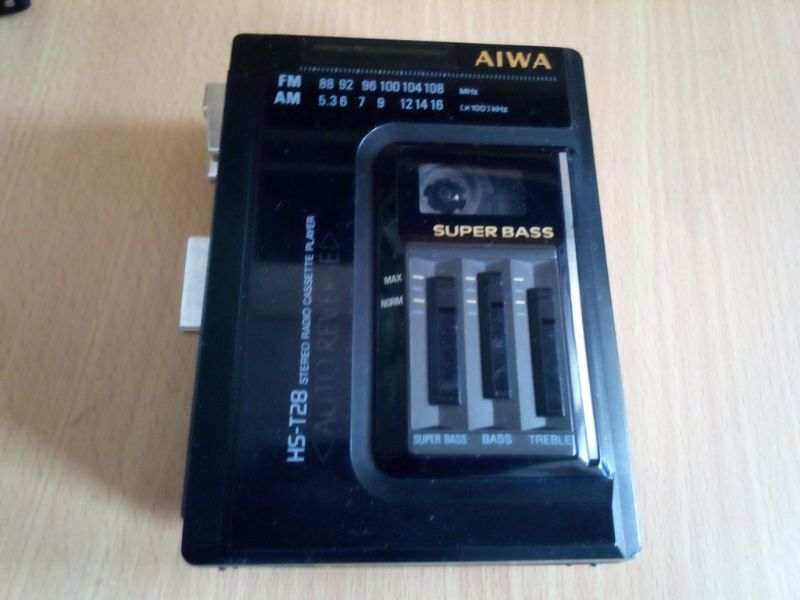 AIWA
FM 88 92 96 100 104 108 MHz
AM 5.3 6 7 9 12 14 16 (×100) kHz
SUPER BASS
MAX
NORM
SUPER BASS BASS TREBLE
HS-T28 STEREO RADIO CASSETTE PLAYER
◁ AUTO REVERSE ▷